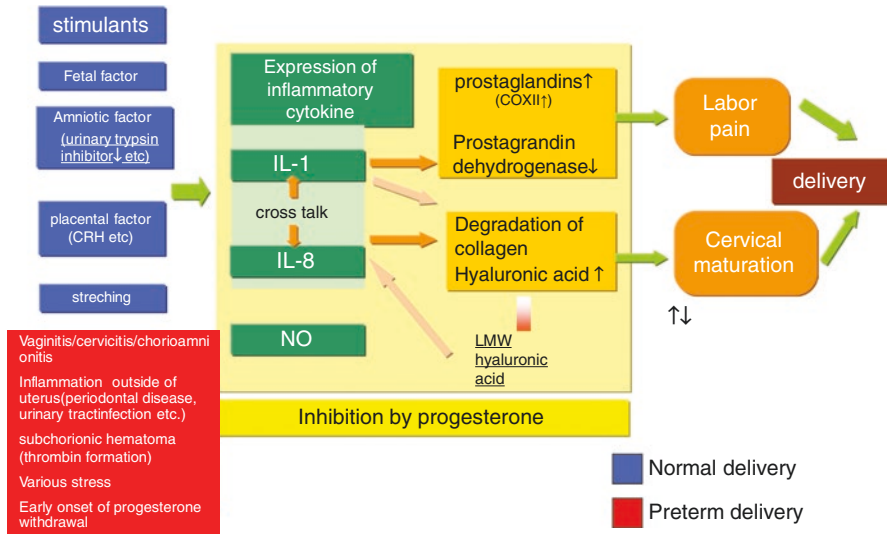 stimulants
Fetal factor
Amniotic factor
(urinary trypsin
inhibitor↓ etc)
placental factor
(CRH etc)
streching
Vaginitis/cervicitis/chorioamni
onitis
Inflammation outside of
uterus(periodontal disease,
urinary tractinfection etc.)
subchorionic hematoma
(thrombin formation)
Various stress
Early onset of progesterone
withdrawal
Expression of
inflammatory
cytokine
IL-1
cross talk
IL-8
NO
prostaglandins↑
(COXII↑)
Prostagrandin
dehydrogenase↓
Degradation of
collagen
Hyaluronic acid ↑
LMW
hyaluronic
acid
Inhibition by progesterone
Labor
pain
Cervical
maturation
↑↓
delivery
Normal delivery
Preterm delivery